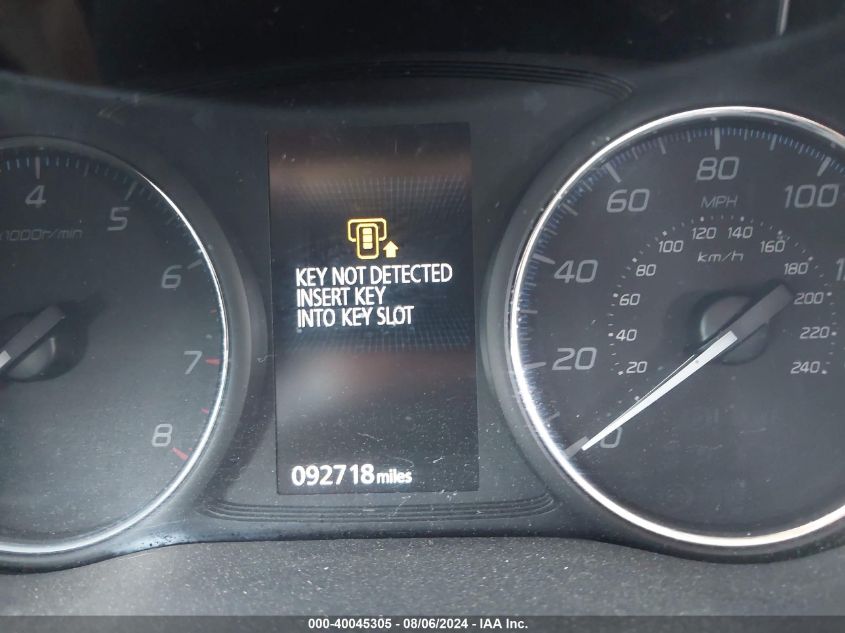 4
5
x1000r/min
6
7
8
KEY NOT DETECTED
INSERT KEY
INTO KEY SLOT
092718 miles
0
20
40
60
80
100
MPH
20
40
60
80
100
120
140
160
180
200
220
240
km/h
000-40045305 - 08/06/2024 - IAA Inc.